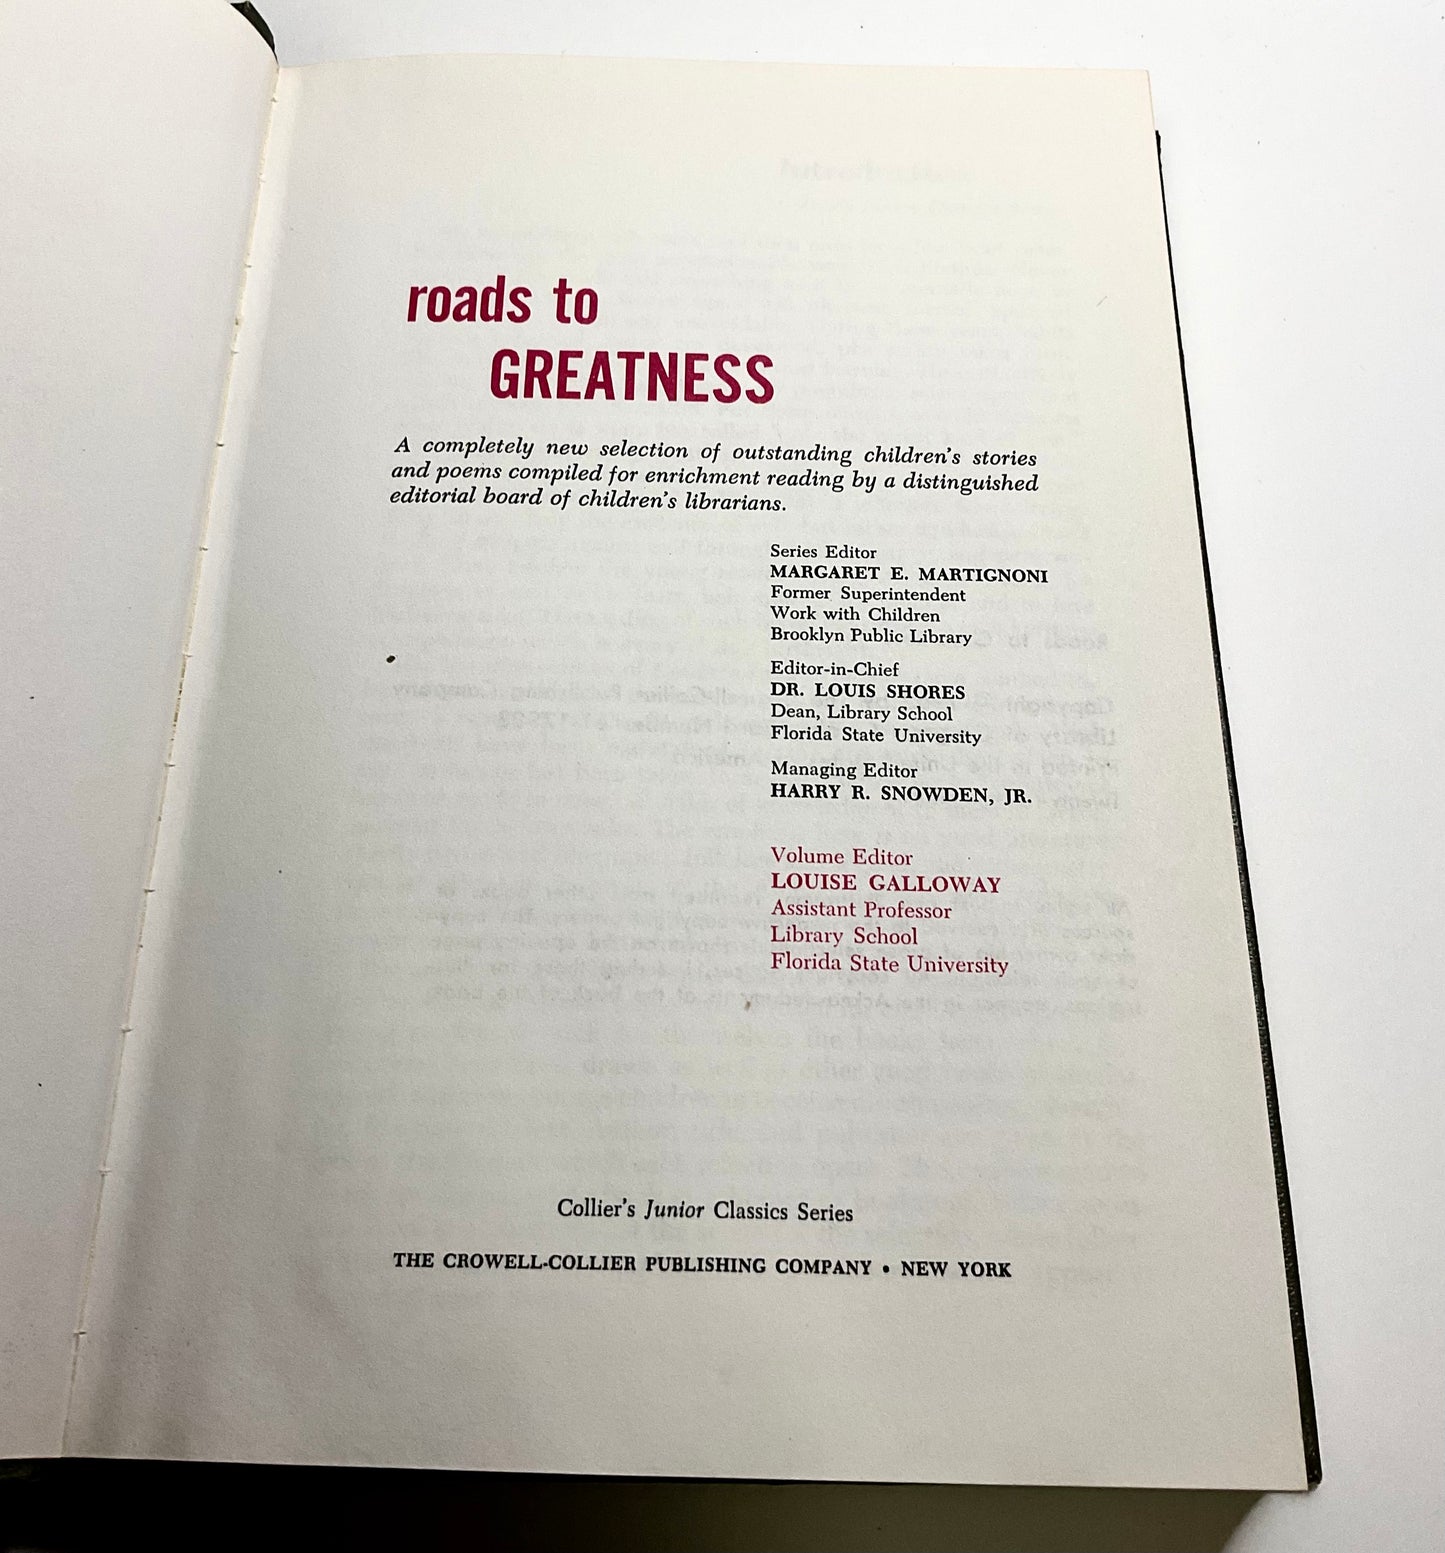 roads to
GREATNESS
A completely new selection of outstanding children's stories
and poems compiled for enrichment reading by a distinguished
editorial board of children's librarians.
Series Editor
MARGARET E. MARTIGNONI
Former Superintendent
Work with Children
Brooklyn Public Library
Editor-in-Chief
DR. LOUIS SHORES
Dean, Library School
Florida State University
Managing Editor
HARRY R. SNOWDEN, JR.
Volume Editor
LOUISE GALLOWAY
Assistant Professor
Library School
Florida State University
Collier's Junior Classics Series
THE CROWELL-COLLIER PUBLISHING COMPANY • NEW YORK